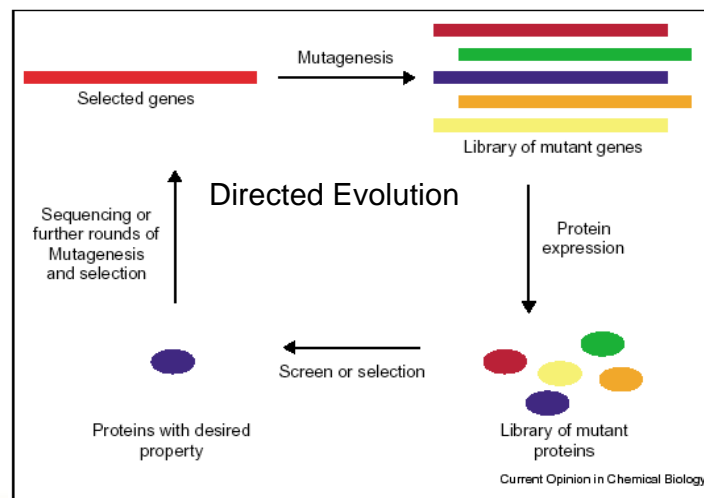 Mutagenesis
Selected genes
Library of mutant genes
Directed Evolution
Sequencing or
further rounds of
Mutagenesis
and selection
Protein
expression
Screen or selection
Proteins with desired
property
Library of mutant
proteins
Current Opinion in Chemical Biology